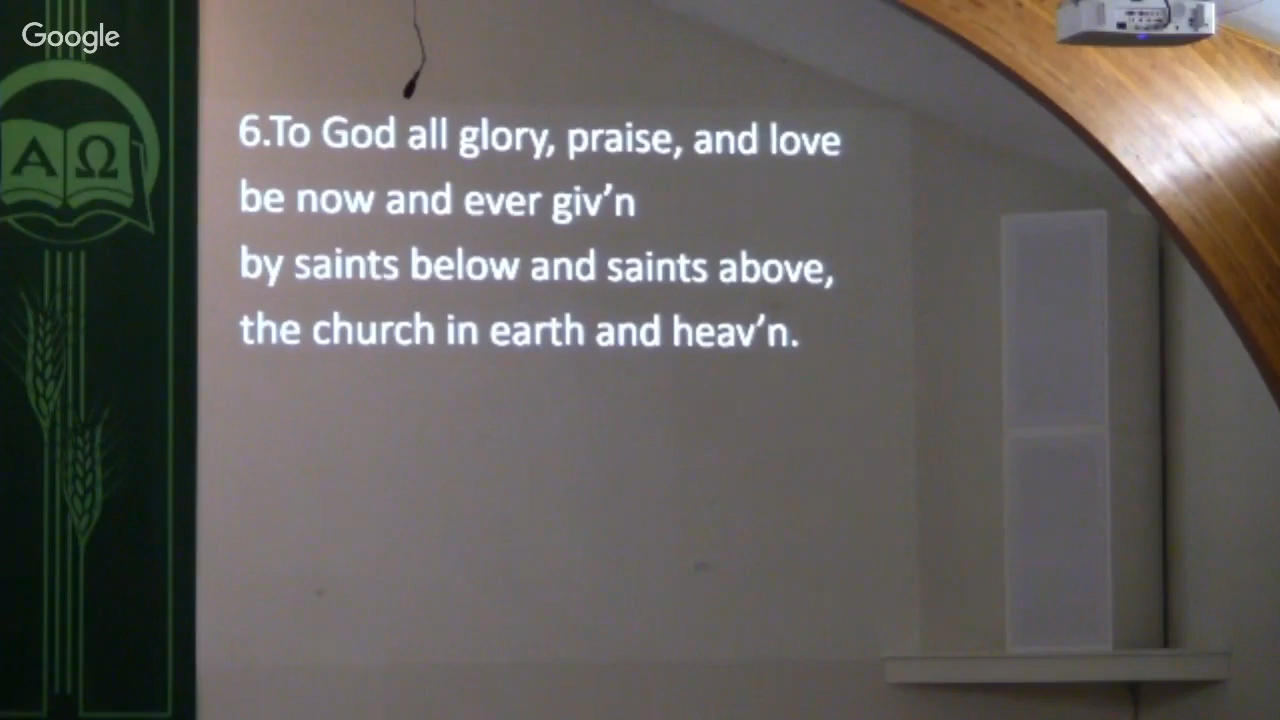 Google
Α Ω
6.To God all glory, praise, and love
be now and ever giv’n
by saints below and saints above,
the church in earth and heav’n.